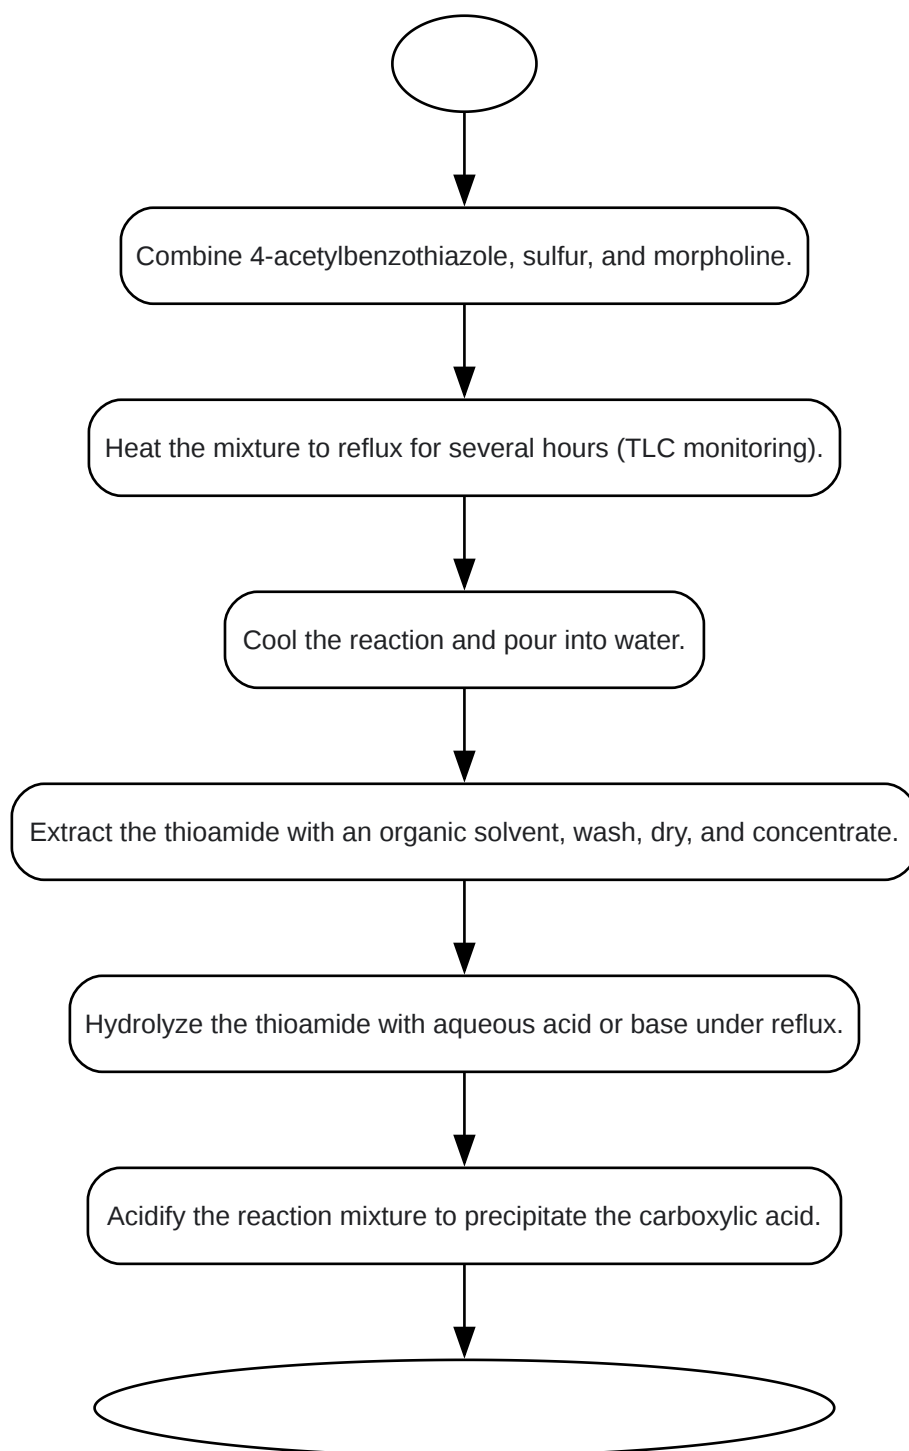 Combine 4-acetylbenzothiazole, sulfur, and morpholine.
Heat the mixture to reflux for several hours (TLC monitoring).
Cool the reaction and pour into water.
Extract the thioamide with an organic solvent, wash, dry, and concentrate.
Hydrolyze the thioamide with aqueous acid or base under reflux.
Acidify the reaction mixture to precipitate the carboxylic acid.